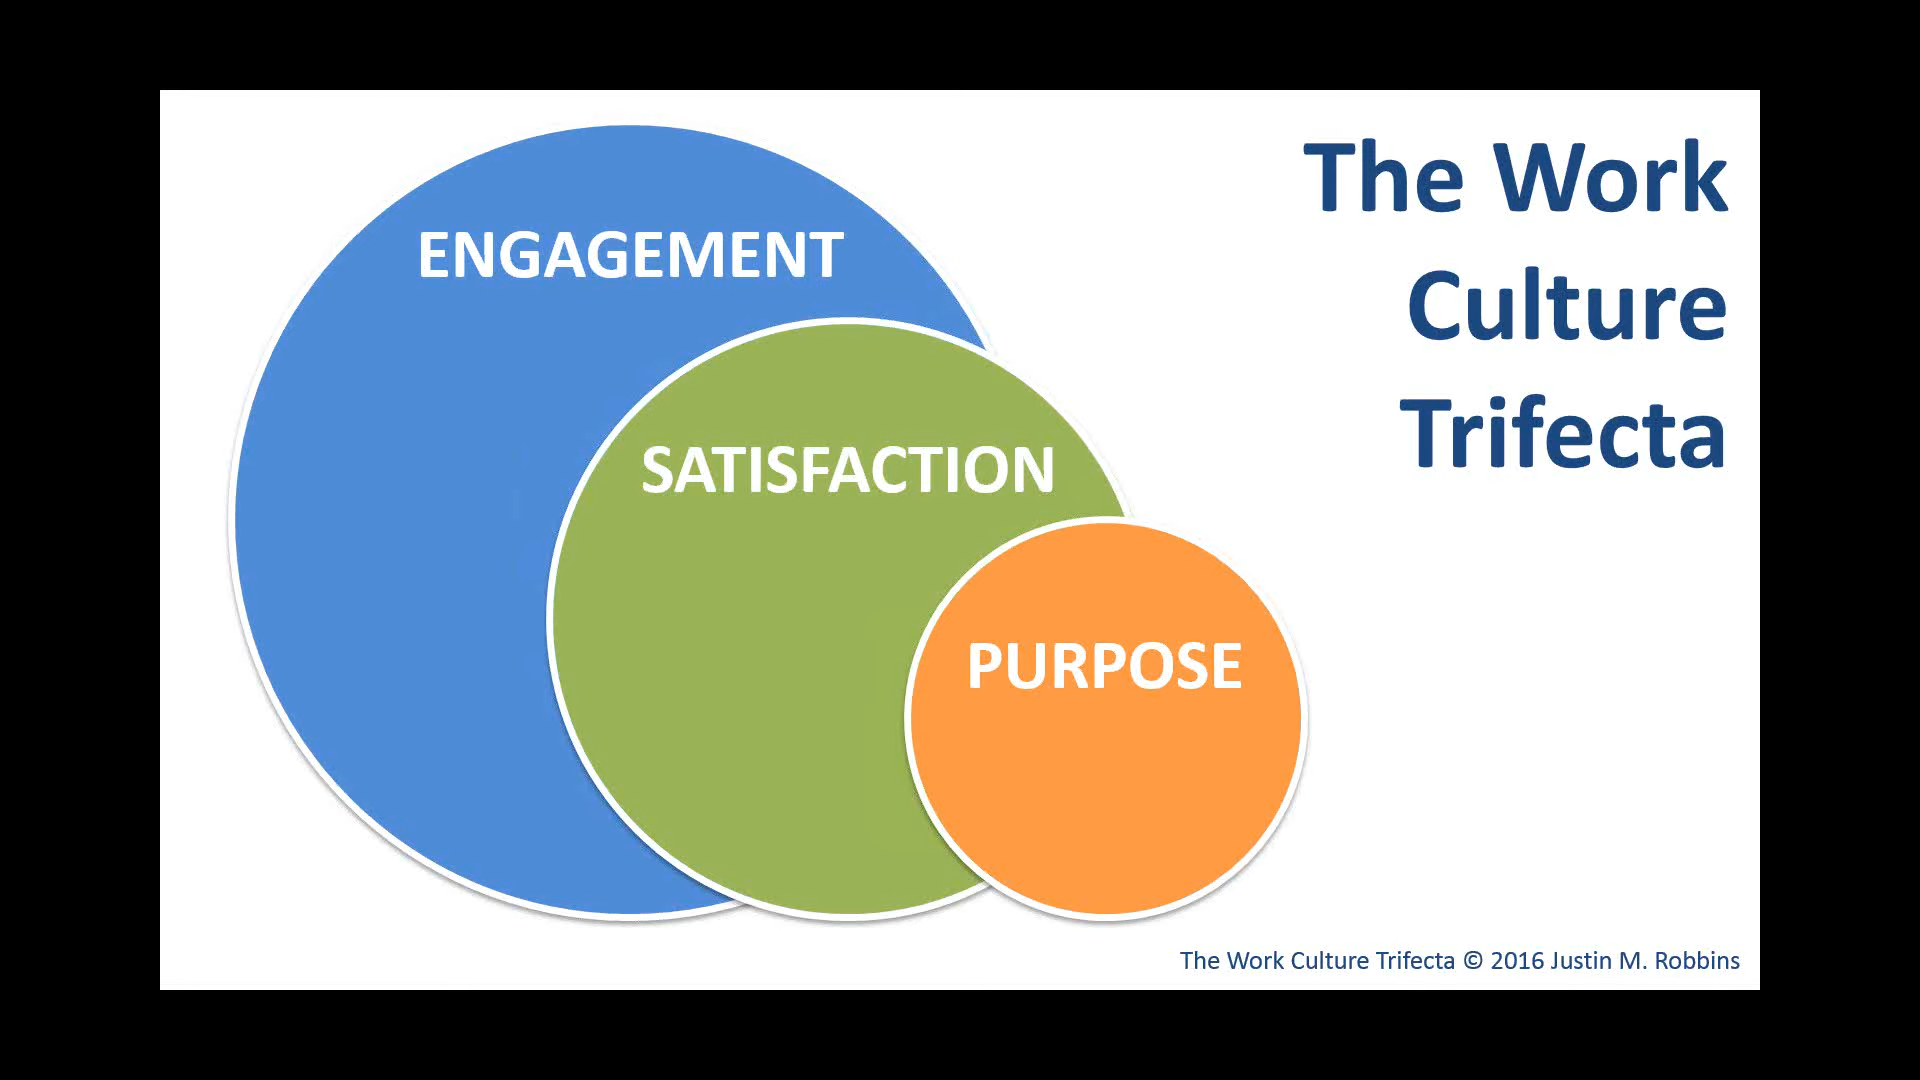 The Work
Culture
Trifecta
ENGAGEMENT
SATISFACTION
PURPOSE
The Work Culture Trifecta © 2016 Justin M. Robbins